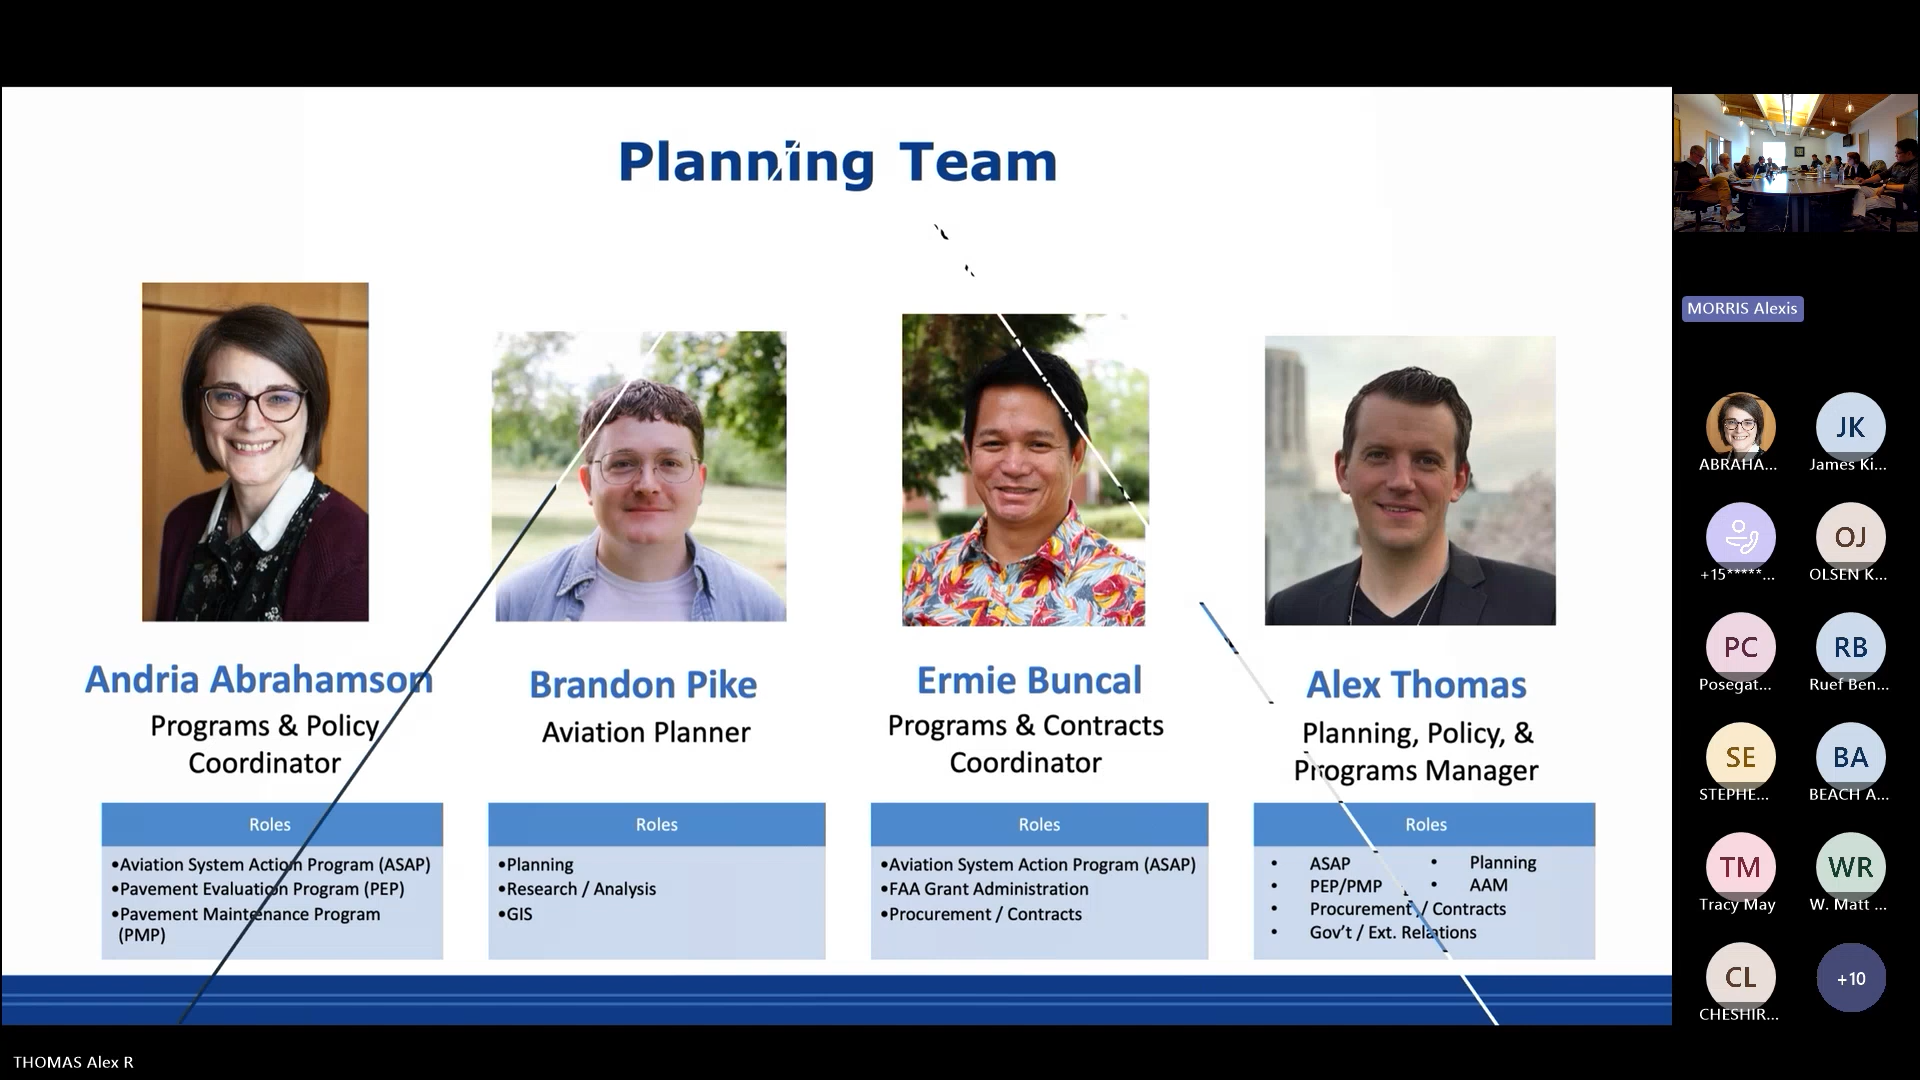 Planning Team
Andria Abrahamson
Programs & Policy
Coordinator
Roles
•Aviation System Action Program (ASAP)
•Pavement Evaluation Program (PEP)
•Pavement Maintenance Program
(PMP)
Brandon Pike
Aviation Planner
Roles
•Planning
•Research / Analysis
•GIS
Ermie Buncal
Programs & Contracts
Coordinator
Roles
•Aviation System Action Program (ASAP)
•FAA Grant Administration
•Procurement / Contracts
Alex Thomas
Planning, Policy, &
Programs Manager
Roles
• ASAP • Planning
• PEP/PMP • AAM
• Procurement / Contracts
• Gov't / Ext. Relations
MORRIS Alexis
ABRAHA...
JK
James Ki...
+15*****...
OJ
OLSEN K...
PC
Posegat...
RB
Ruef Ben...
SE
STEPHE...
BA
BEACH A...
TM
Tracy May
WR
W. Matt ...
CL
CHESHIR...
+10
THOMAS Alex R